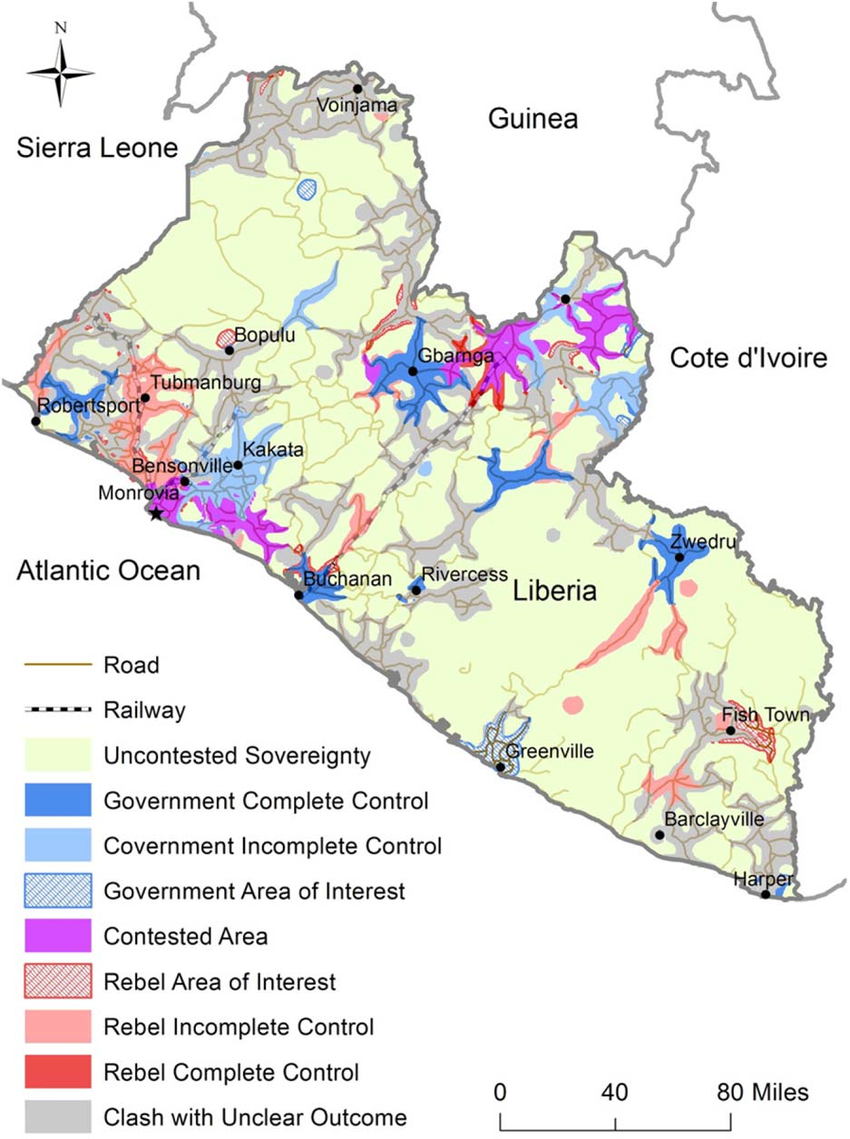 N
Voinjama
Guinea
Sierra Leone
Bopulu
Gbarnga
Cote d'Ivoire
Tubmanburg
Robertsport
Kakata
Bensonville
Monrovia
Zwedru
Atlantic Ocean
Buchanan
Rivercess
Liberia
Road
Railway
Fish Town
Uncontested Sovereignty
Greenville
Government Complete Control
Barclayville
Covernment Incomplete Control
Harper
Government Area of Interest
Contested Area
Rebel Area of Interest
Rebel Incomplete Control
Rebel Complete Control
0 40 80 Miles
Clash with Unclear Outcome